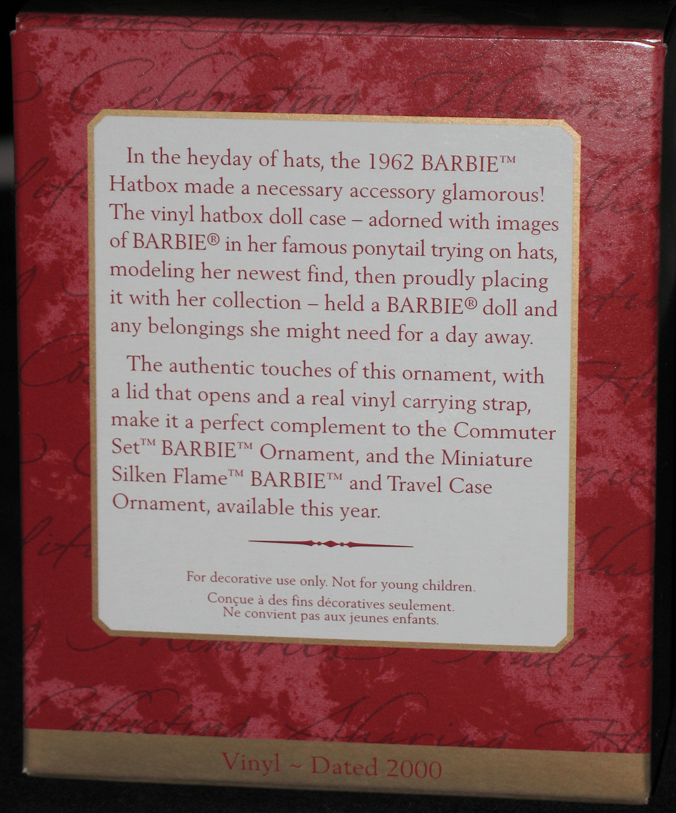 Celebrating Memories
In the heyday of hats, the 1962 BARBIE™
Hatbox made a necessary accessory glamorous!
The vinyl hatbox doll case – adorned with images
of BARBIE® in her famous ponytail trying on hats,
modeling her newest find, then proudly placing
it with her collection – held a BARBIE® doll and
any belongings she might need for a day away.
The authentic touches of this ornament, with
a lid that opens and a real vinyl carrying strap,
make it a perfect complement to the Commuter
Set™ BARBIE™ Ornament, and the Miniature
Silken Flame™ BARBIE™ and Travel Case
Ornament, available this year.
For decorative use only. Not for young children.
Conçue à des fins décoratives seulement.
Ne convient pas aux jeunes enfants.
Memories
Collecting Sharing
Vinyl ~ Dated 2000